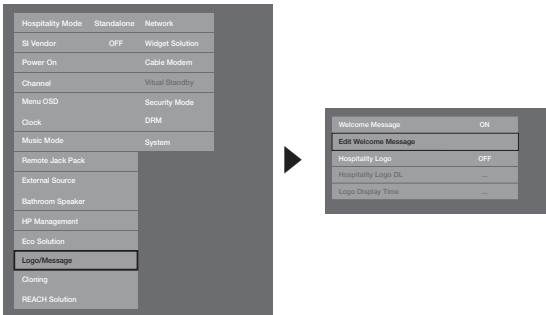 Hospitality Mode Standalone Network
SI Vendor OFF Widget Solution
Power On Cable Modem
Channel Vitual Standby
Menu OSD Security Mode
Clock DRM
Music Mode System
Remote Jack Pack
External Source
Bathroom Speaker
HP Management
Eco Solution
Logo/Message
Cloning
REACH Solution
Welcome Message ON
Edit Welcome Message
Hospitality Logo OFF
Hospitality Logo DL ...
Logo Display Time ...